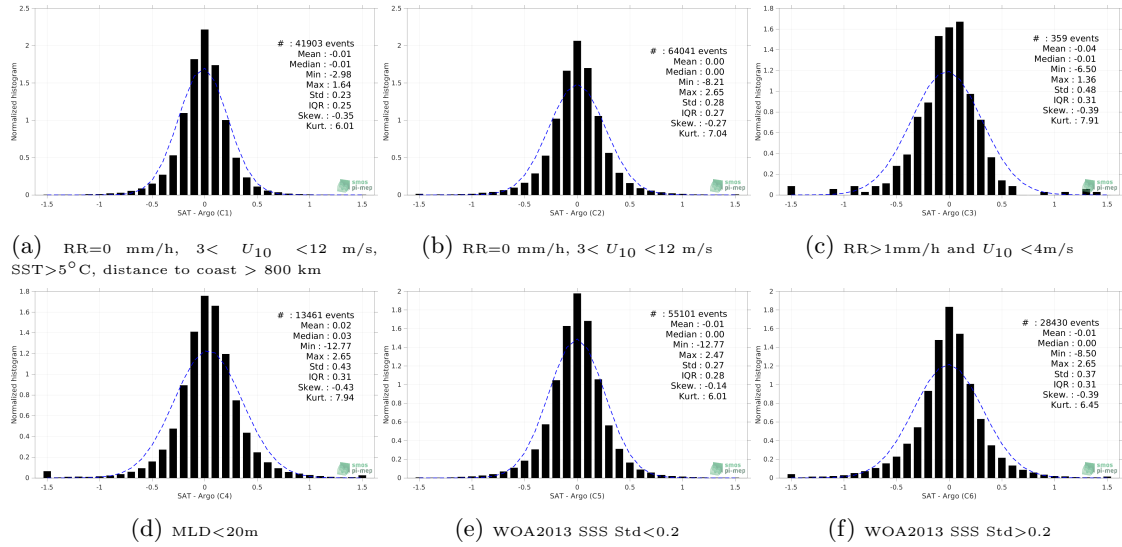 1.8
2.5
2.5
# : 41903 events
Mean : -0.01
Median : -0.01
Min : -2.98
Max : 1.64
Std : 0.23
IQR : 0.25
Skew. : -0.35
Kurt. : 6.01
2
1.5
1
0.5
0
Normalized histogram
-1.5 -1 -0.5 0 0.5 1 1.5
SAT - Argo (C1)
smos
pi-mep
# : 64041 events
Mean : 0.00
Median : 0.00
Min : -8.21
Max : 2.65
Std : 0.28
IQR : 0.27
Skew. : -0.27
Kurt. : 7.04
2
1.5
1
0.5
0
Normalized histogram
-1.5 -1 -0.5 0 0.5 1 1.5
SAT - Argo (C2)
smos
pi-mep
# : 359 events
Mean : -0.04
Median : -0.01
Min : -6.50
Max : 1.36
Std : 0.48
IQR : 0.31
Skew. : -0.39
Kurt. : 7.91
1.6
1.4
1.2
1
0.8
0.6
0.4
0.2
0
Normalized histogram
-1.5 -1 -0.5 0 0.5 1 1.5
SAT - Argo (C3)
smos
pi-mep
(a) RR=0 mm/h, 3< U10 <12 m/s,
SST>5°C, distance to coast > 800 km
(b) RR=0 mm/h, 3< U10 <12 m/s
(c) RR>1mm/h and U10 <4m/s
# : 13461 events
Mean : 0.02
Median : 0.03
Min : -12.77
Max : 2.65
Std : 0.43
IQR : 0.31
Skew. : -0.43
Kurt. : 7.94
1.8
1.6
1.4
1.2
1
0.8
0.6
0.4
0.2
0
Normalized histogram
-1.5 -1 -0.5 0 0.5 1 1.5
SAT - Argo (C4)
smos
pi-mep
# : 55101 events
Mean : -0.01
Median : 0.00
Min : -12.77
Max : 2.47
Std : 0.27
IQR : 0.28
Skew. : -0.14
Kurt. : 6.01
2
1.8
1.6
1.4
1.2
1
0.8
0.6
0.4
0.2
0
Normalized histogram
-1.5 -1 -0.5 0 0.5 1 1.5
SAT - Argo (C5)
smos
pi-mep
# : 28430 events
Mean : -0.01
Median : 0.00
Min : -8.50
Max : 2.65
Std : 0.37
IQR : 0.31
Skew. : -0.39
Kurt. : 6.45
2
1.8
1.6
1.4
1.2
1
0.8
0.6
0.4
0.2
0
Normalized histogram
-1.5 -1 -0.5 0 0.5 1 1.5
SAT - Argo (C6)
smos
pi-mep
(d) MLD<20m
(e) WOA2013 SSS Std<0.2
(f) WOA2013 SSS Std>0.2